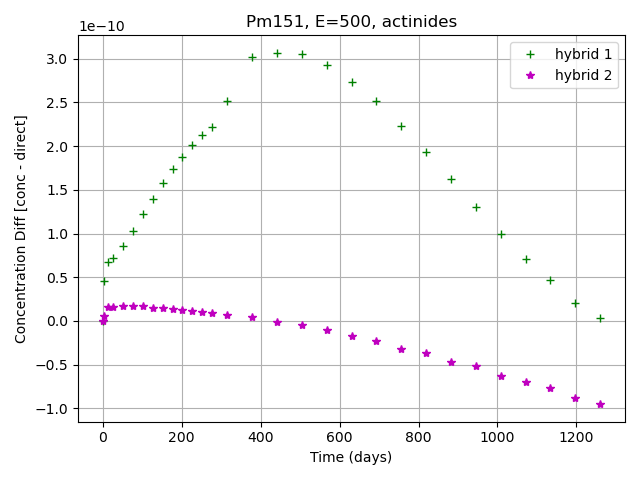 Pm151, E=500, actinides
1e−10
hybrid 1
hybrid 2
3.0
2.5
2.0
1.5
1.0
0.5
0.0
−0.5
−1.0
Concentration Diff [conc - direct]
0 200 400 600 800 1000 1200
Time (days)